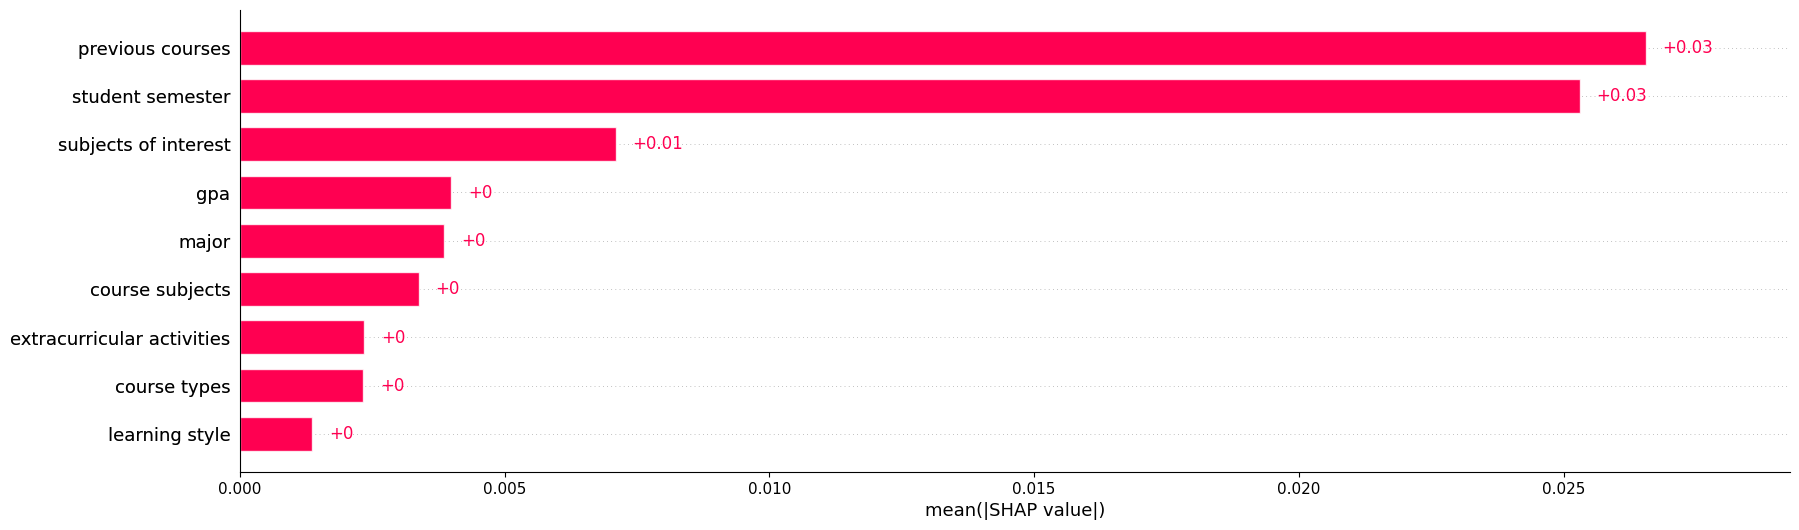 previous courses +0.03
student semester +0.03
subjects of interest +0.01
gpa +0
major +0
course subjects +0
extracurricular activities +0
course types +0
learning style +0
0.000 0.005 0.010 0.015 0.020 0.025
mean(|SHAP value|)